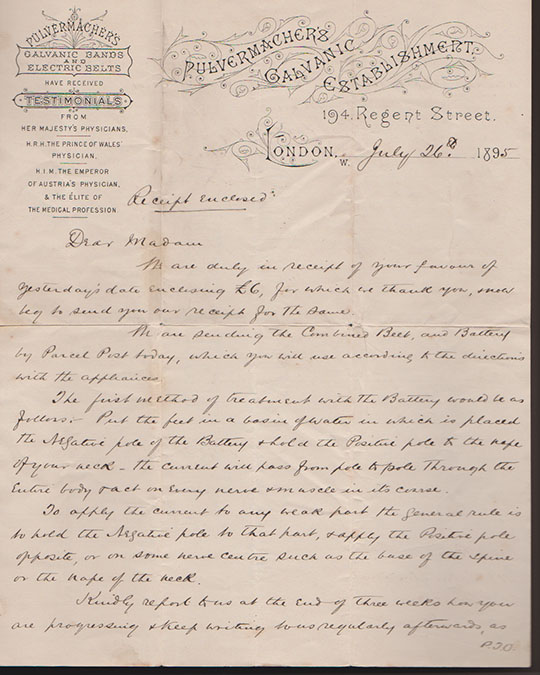 PULVERMACHER'S
GALVANIC BANDS
AND
ELECTRIC BELTS
HAVE RECEIVED
TESTIMONIALS
FROM
HER MAJESTY'S PHYSICIANS,
H.R.H. THE PRINCE OF WALES'
PHYSICIAN,
H.I.M. THE EMPEROR
OF AUSTRIA'S PHYSICIAN,
& THE ÉLITE OF
THE MEDICAL PROFESSION
PULVERMACHER'S
GALVANIC
ESTABLISHMENT,
194, Regent Street.
LONDON, W. July 26th 1895
Receipt Enclosed:
Dear Madam
We are duly in receipt of your favour of
yesterday's date enclosing £6, for which we thank you, & now
beg to send you our receipt for the same.
We are sending the Combined Belt, and Battery
by Parcel Post today, which you will use according to the directions
with the appliances.
The first method of treatment with the Battery would be as
follows:- Put the feet in a basin of water in which is placed
the Negative pole of the Battery & hold the Positive pole to the nape
of your neck - the current will pass from pole to pole through the
Entire body & act on Every nerve & muscle in its course.
To apply the current to any weak part the general rule is
to hold the Negative pole to that part, & apply the Positive pole
opposite, or on some nerve centre such as the base of the spine
or the nape of the neck.
Kindly report to us at the End of three weeks how you
are progressing & keep writing to us regularly afterwards, as
P.T.O.